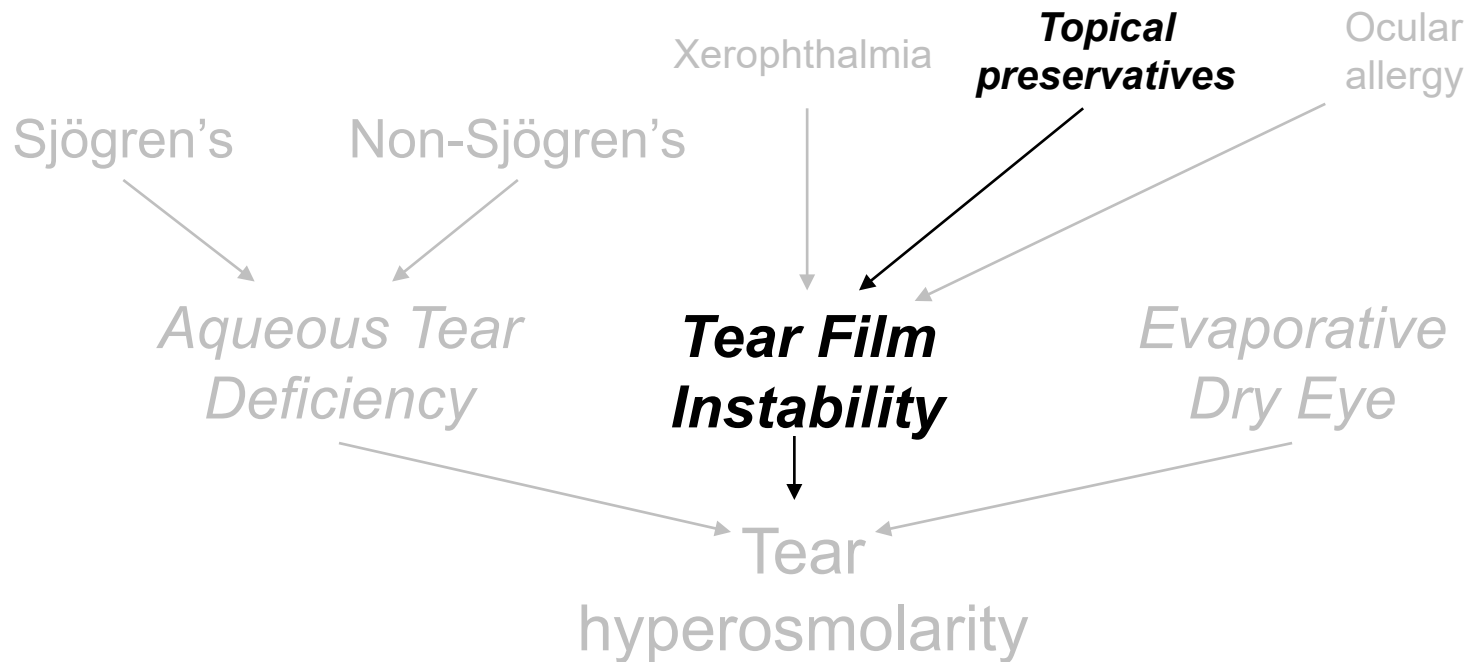 Xerophthalmia
Topical
preservatives
Ocular
allergy
Sjögren’s
Non-Sjögren’s
Aqueous Tear
Deficiency
Tear Film
Instability
Evaporative
Dry Eye
Tear
hyperosmolarity